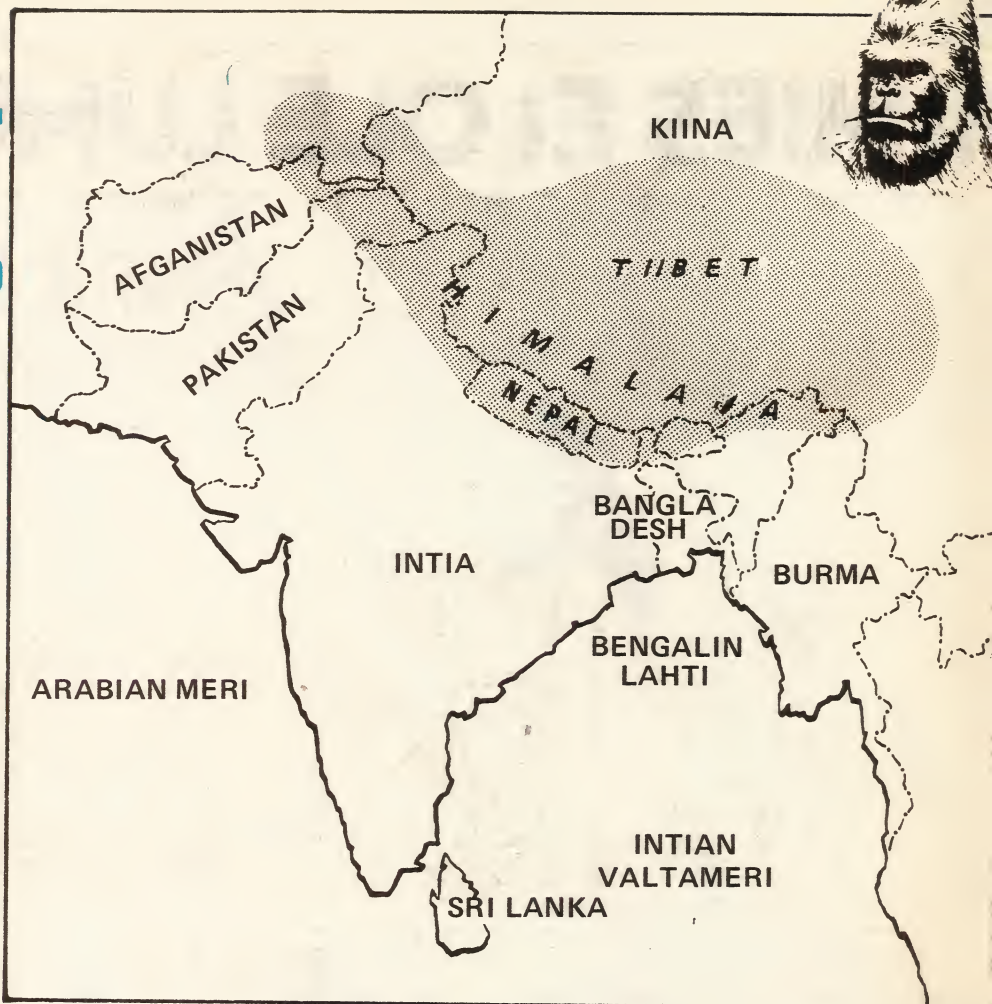 KIINA
AFGANISTAN
TIIBET
PAKISTAN
HIMALAJA
NEPAL
BANGLA
DESH
INTIA
BURMA
BENGALIN
LAHTI
ARABIAN MERI
INTIAN
VALTAMERI
SRI LANKA